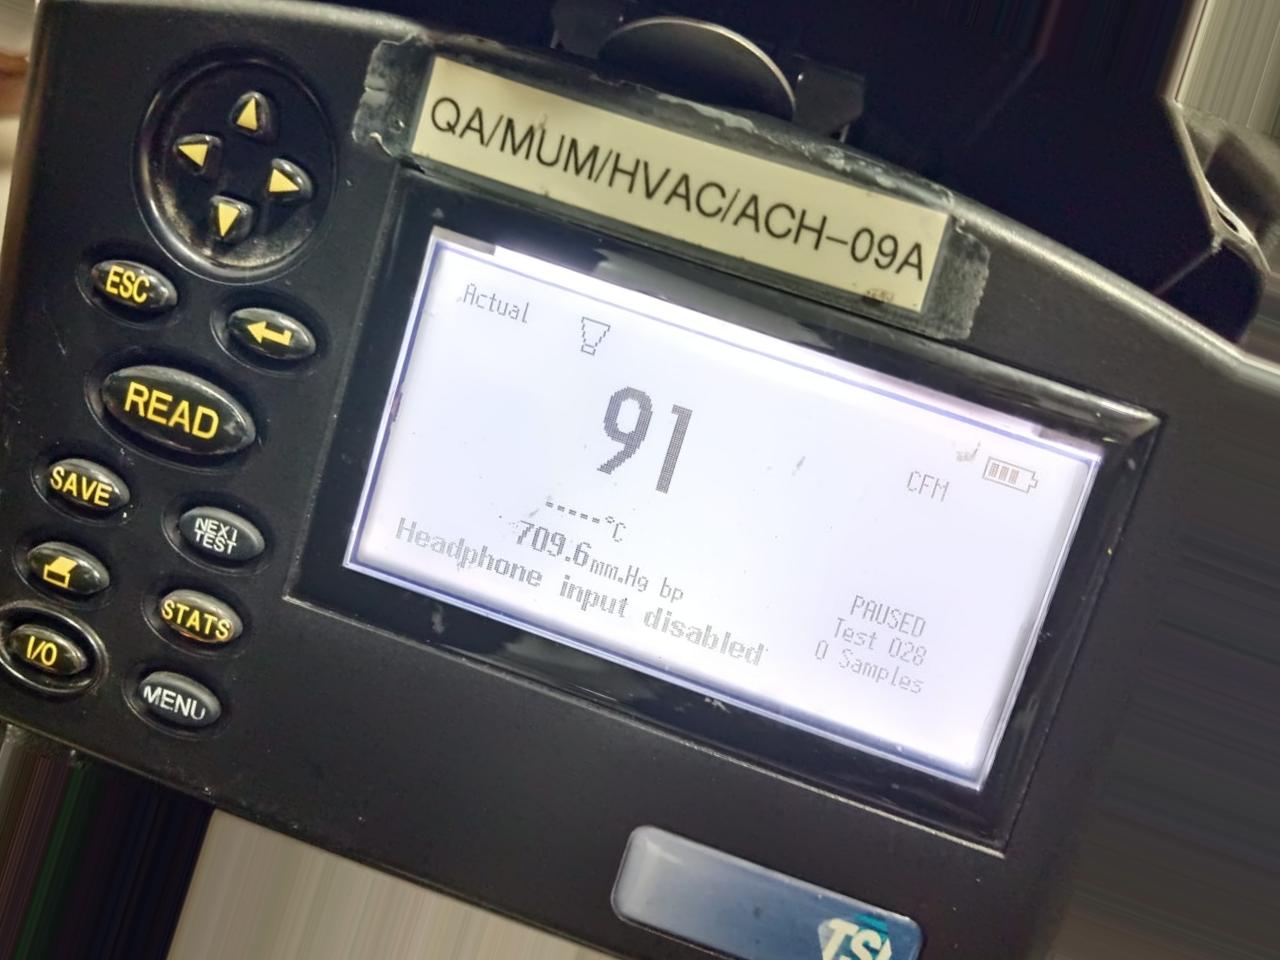 QA/MUM/HVAC/ACH-09A
ESC
READ
SAVE
NEXT
TEST
STATS
I/O
MENU
Actual
91
CFM
-----°C
709.6mm.Hg bp
Headphone input disabled
PAUSED
Test 028
0 Samples
TSI